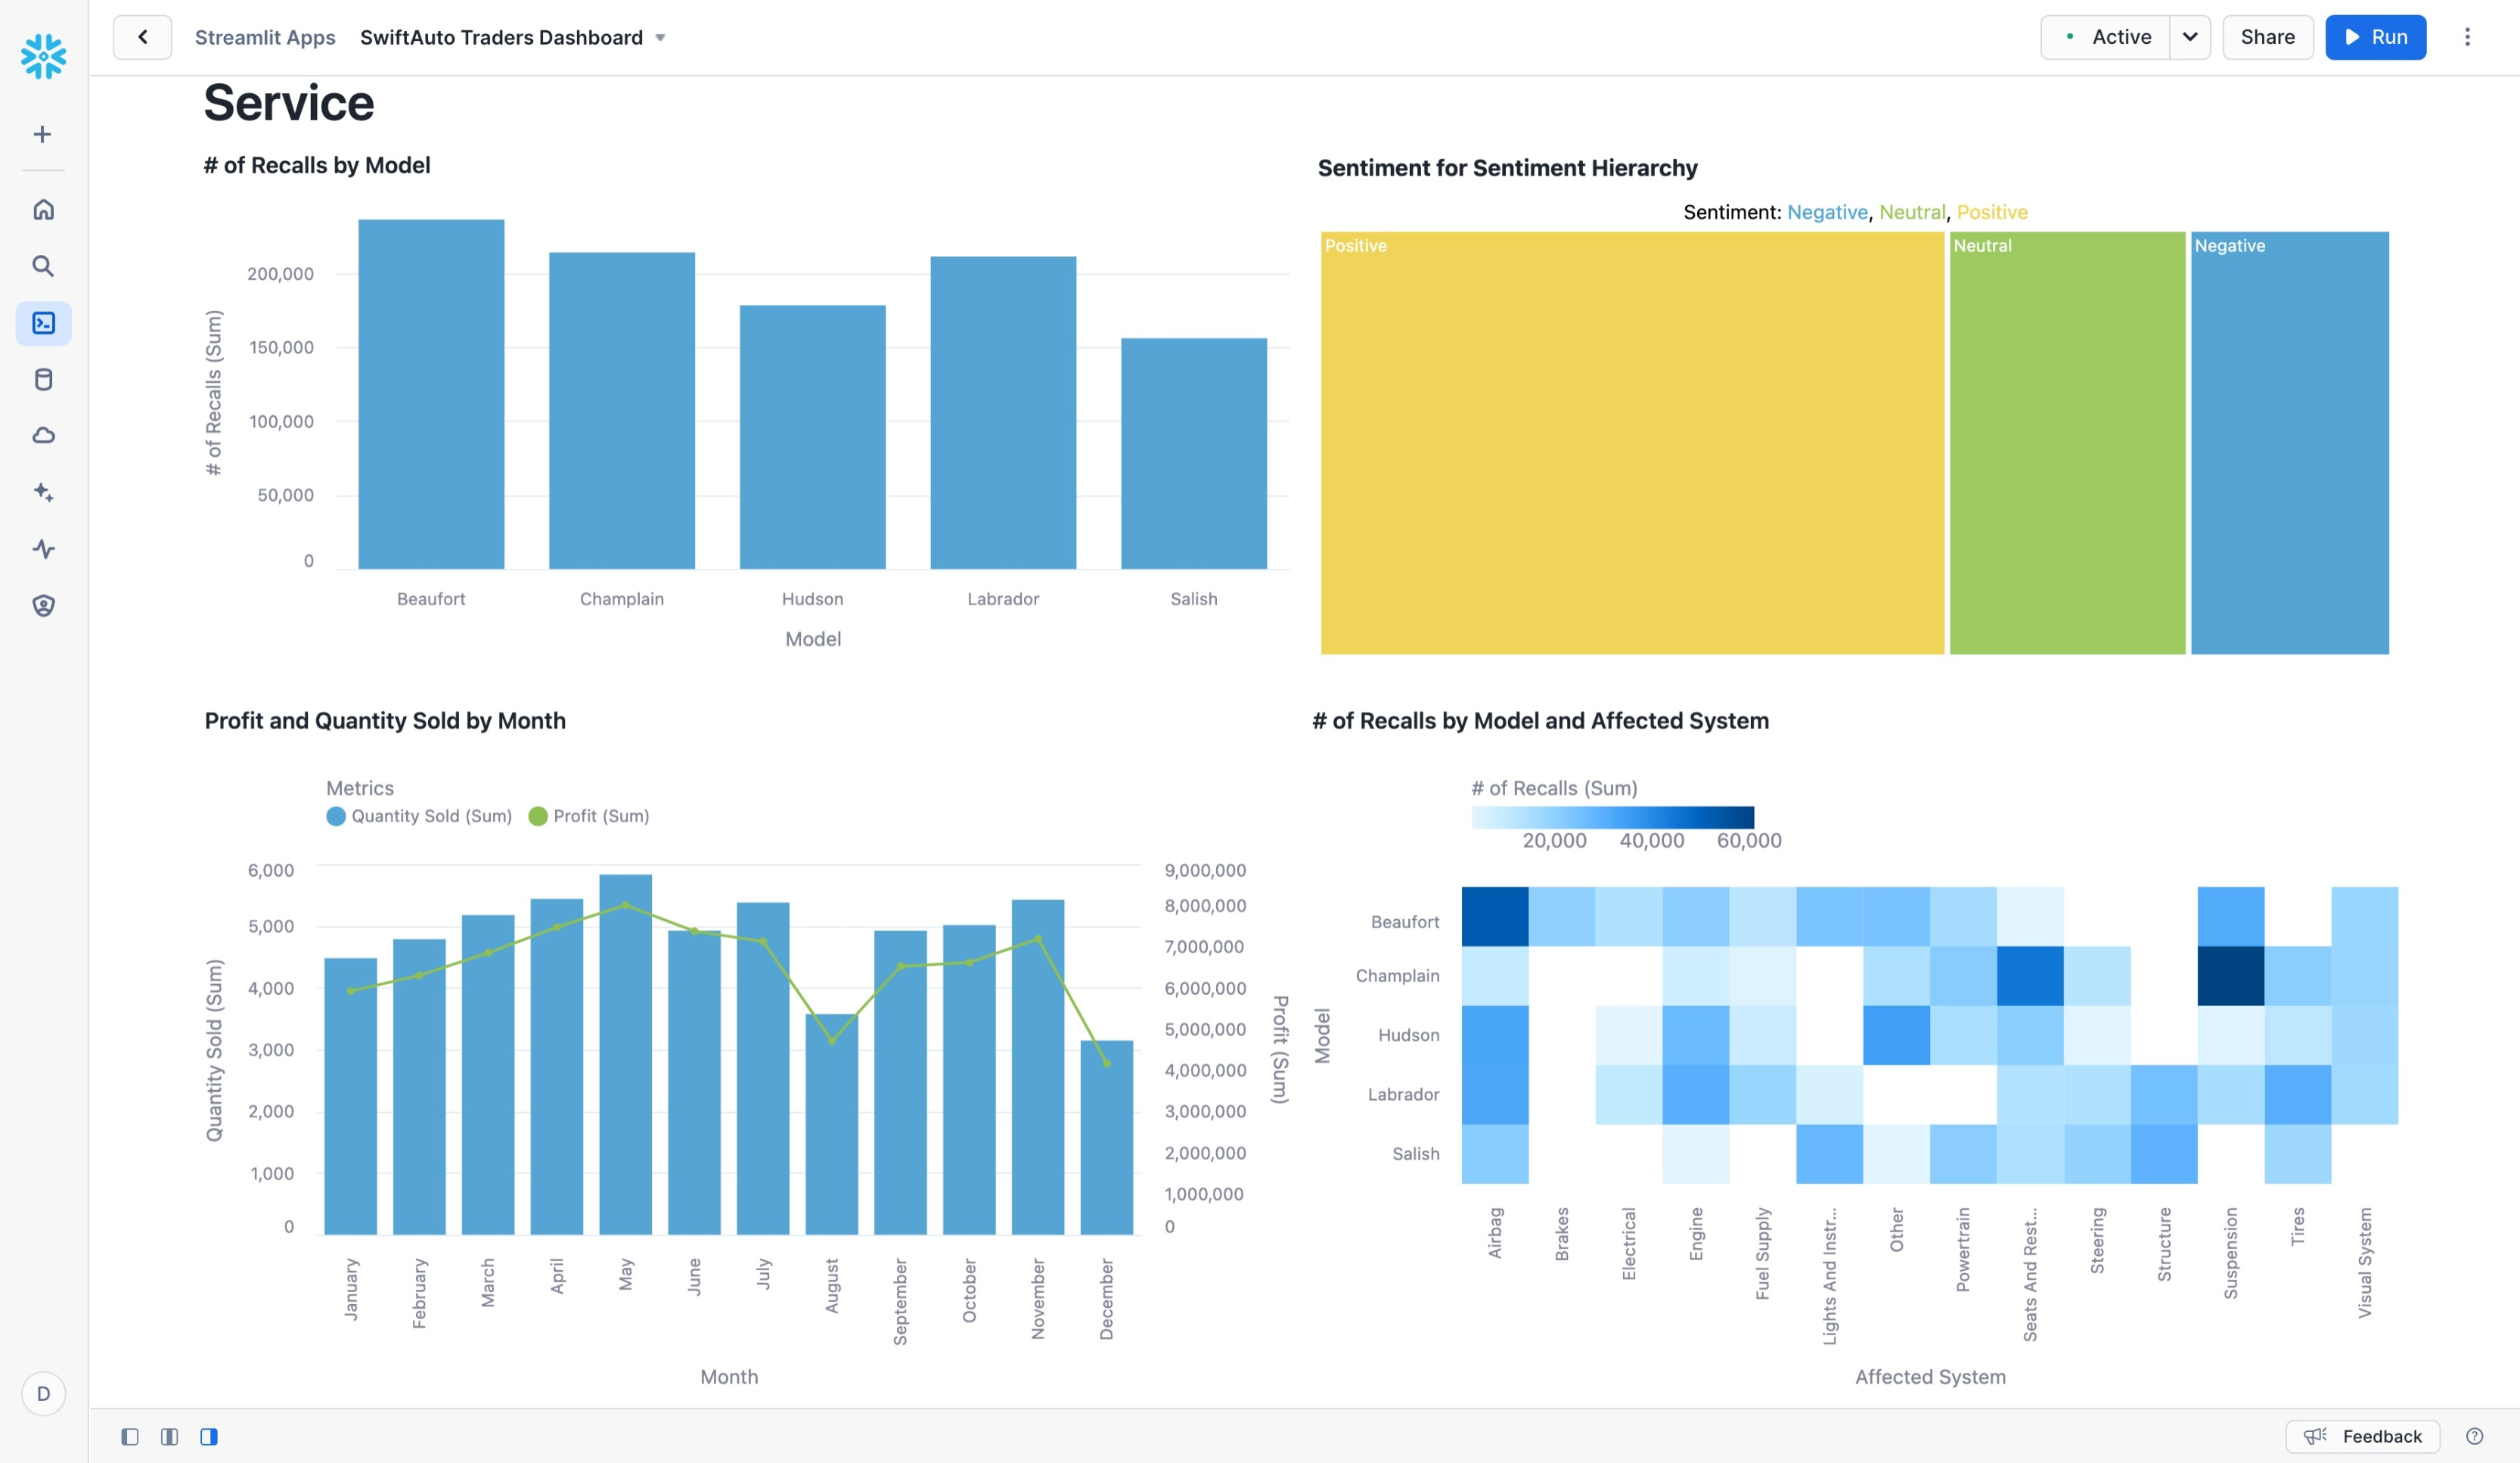 Streamlit Apps SwiftAuto Traders Dashboard Active Share Run
Service
# of Recalls by Model
200,000
150,000
100,000
50,000
0
# of Recalls (Sum)
Beaufort Champlain Hudson Labrador Salish
Model
Sentiment for Sentiment Hierarchy
Sentiment: Negative, Neutral, Positive
Positive Neutral Negative
Profit and Quantity Sold by Month
Metrics
Quantity Sold (Sum) Profit (Sum)
6,000
5,000
4,000
3,000
2,000
1,000
0
Quantity Sold (Sum)
9,000,000
8,000,000
7,000,000
6,000,000
5,000,000
4,000,000
3,000,000
2,000,000
1,000,000
0
Profit (Sum)
January
February
March
April
May
June
July
August
September
October
November
December
Month
# of Recalls by Model and Affected System
# of Recalls (Sum)
20,000 40,000 60,000
Model
Beaufort
Champlain
Hudson
Labrador
Salish
Airbag
Brakes
Electrical
Engine
Fuel Supply
Lights And Instr...
Other
Powertrain
Seats And Rest...
Steering
Structure
Suspension
Tires
Visual System
Affected System
D
Feedback